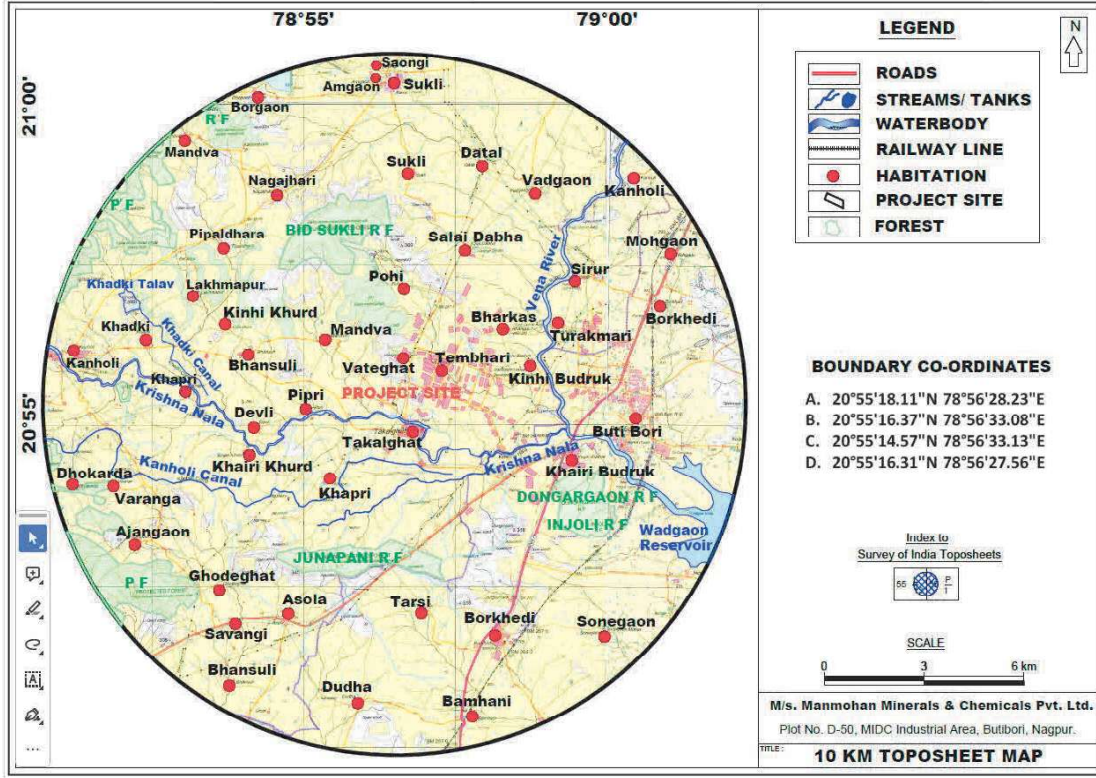 78°55'
79°00'
21°00'
20°55'
Saongi
Amgaon
Sukli
Borgaon
R F
Mandva
Sukli
Datal
Nagajhari
Vadgaon
Kanholi
P F
BID SUKLI R F
Pipaldhara
Salai Dabha
Mohgaon
Vena River
Sirur
Khadki Talav
Lakhmapur
Pohi
Kinhi Khurd
Mandva
Bharkas
Turakmari
Borkhedi
Khadki
Khadki Canal
Kanholi
Bhansuli
Vateghat
Tembhari
Kinhi Budruk
Khapri
Krishna Nala
Pipri
PROJECT SITE
Devli
Takalghat
Buti Bori
Khairi Khurd
Kanholi Canal
Krishna Nala
Khairi Budruk
Dhokarda
Varanga
Khapri
DONGARGAON R F
INJOLI R F
Wadgaon
Reservoir
Ajangaon
JUNAPANI R F
P F
PROTECTED FOREST
Ghodeghat
Asola
Tarsi
Savangi
Borkhedi
Sonegaon
Bhansuli
Dudha
Bamhani
LEGEND
N
ROADS
STREAMS/ TANKS
WATERBODY
RAILWAY LINE
HABITATION
PROJECT SITE
FOREST
BOUNDARY CO-ORDINATES
A. 20°55'18.11"N 78°56'28.23"E
B. 20°55'16.37"N 78°56'33.08"E
C. 20°55'14.57"N 78°56'33.13"E
D. 20°55'16.31"N 78°56'27.56"E
Index to
Survey of India Toposheets
55 P
1
SCALE
0 3 6 km
M/s. Manmohan Minerals & Chemicals Pvt. Ltd.
Plot No. D-50, MIDC Industrial Area, Butibori, Nagpur.
TITLE :
10 KM TOPOSHEET MAP